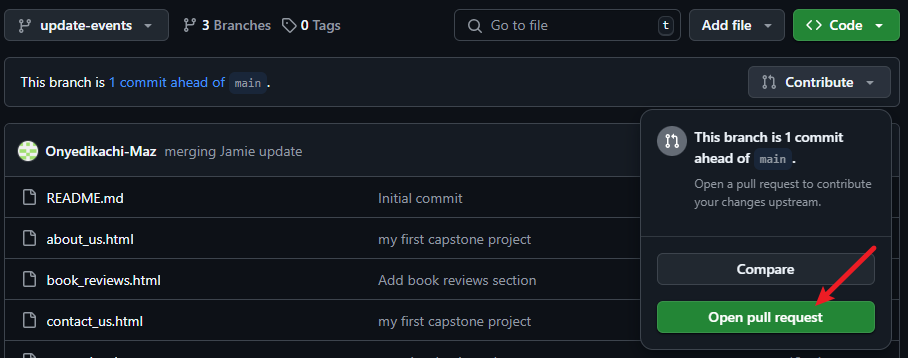 update-events 3 Branches 0 Tags Go to file t Add file Code
This branch is 1 commit ahead of main . Contribute
This branch is 1 commit
ahead of main .
Open a pull request to contribute
your changes upstream.
Compare
Open pull request
Onyedikachi-Maz merging Jamie update
README.md Initial commit
about_us.html my first capstone project
book_reviews.html Add book reviews section
contact_us.html my first capstone project